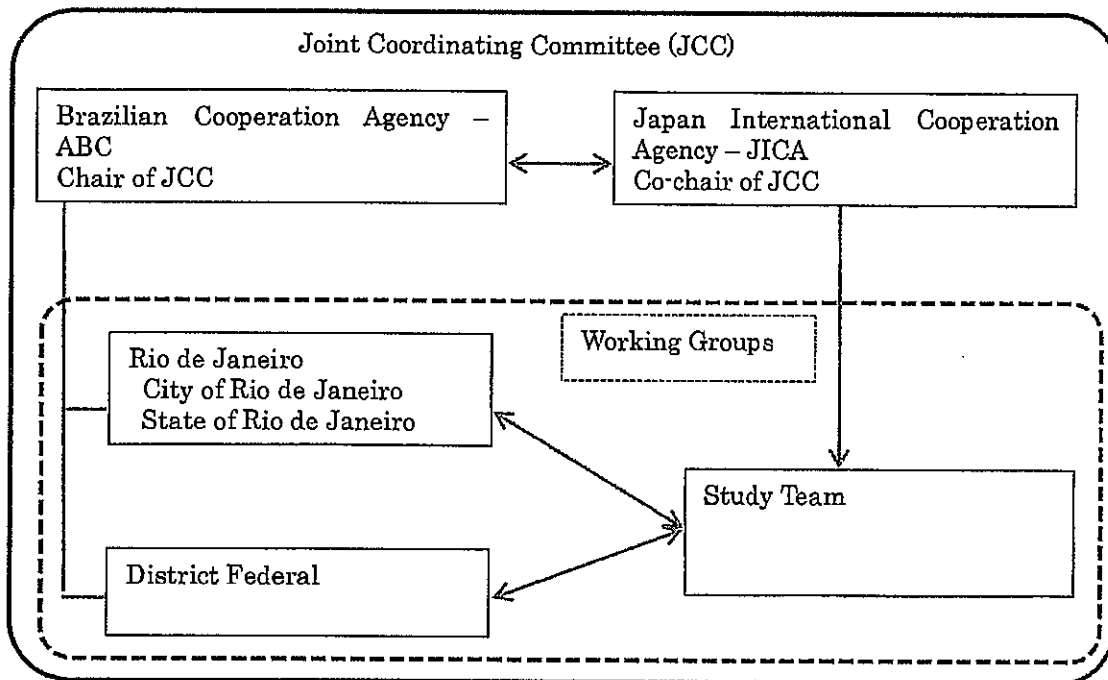 Joint Coordinating Committee (JCC)
Brazilian Cooperation Agency –
ABC
Chair of JCC
Japan International Cooperation
Agency – JICA
Co-chair of JCC
Working Groups
Rio de Janeiro
City of Rio de Janeiro
State of Rio de Janeiro
Study Team
District Federal